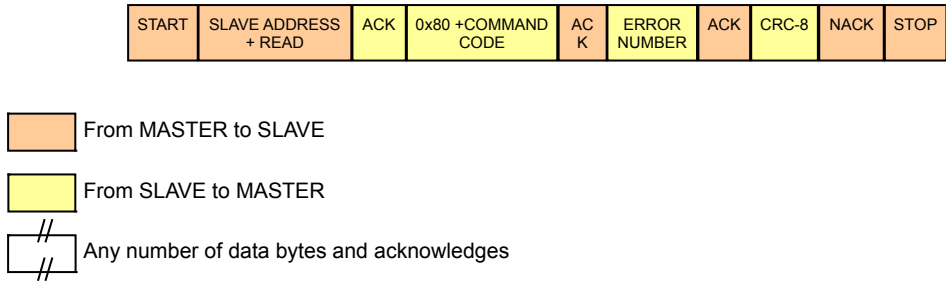 START SLAVE ADDRESS + READ ACK 0x80 +COMMAND CODE AC K ERROR NUMBER ACK CRC-8 NACK STOP
From MASTER to SLAVE
From SLAVE to MASTER
Any number of data bytes and acknowledges